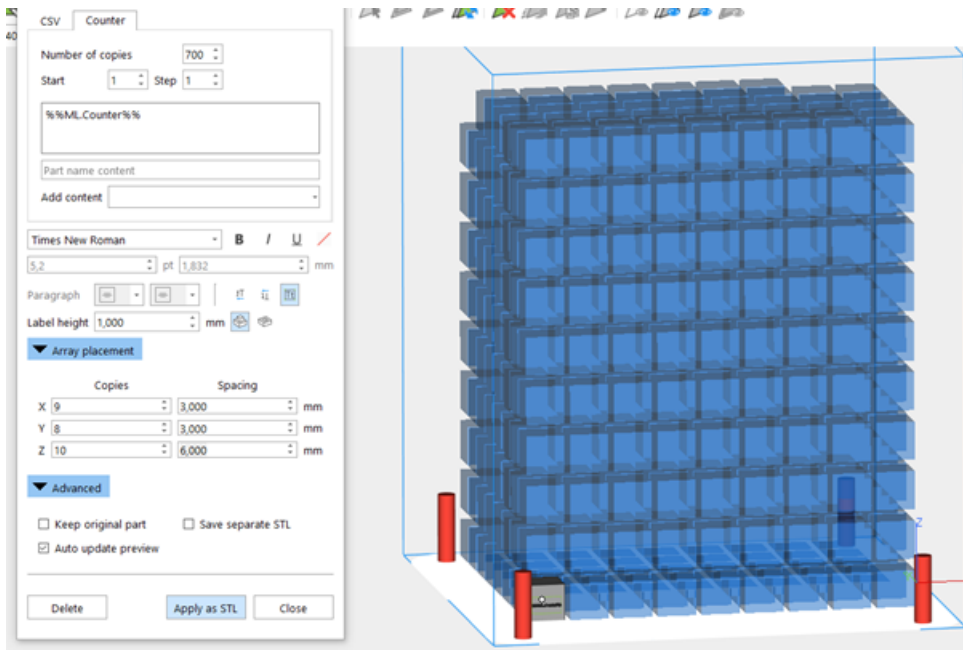 CSV Counter
40
Number of copies 700
Start 1 Step 1
%%ML.Counter%%
Part name content
Add content
Times New Roman B I U
5,2 pt 1,832 mm
Paragraph
Label height 1,000 mm
Array placement
Copies Spacing
X 9 3,000 mm
Y 8 3,000 mm
Z 10 6,000 mm
Advanced
Keep original part Save separate STL
Auto update preview
Delete Apply as STL Close
Z